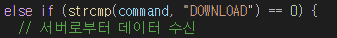 else if (strcmp(command, "DOWNLOAD") == 0) {
// 서버로부터 데이터 수신